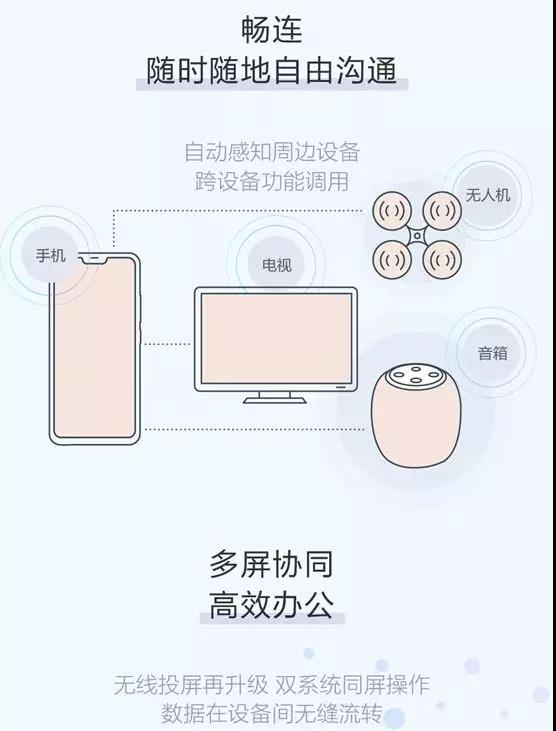 畅连
随时随地自由沟通
自动感知周边设备
跨设备功能调用
无人机
手机
电视
音箱
多屏协同
高效办公
无线投屏再升级 双系统同屏操作
数据在设备间无缝流转